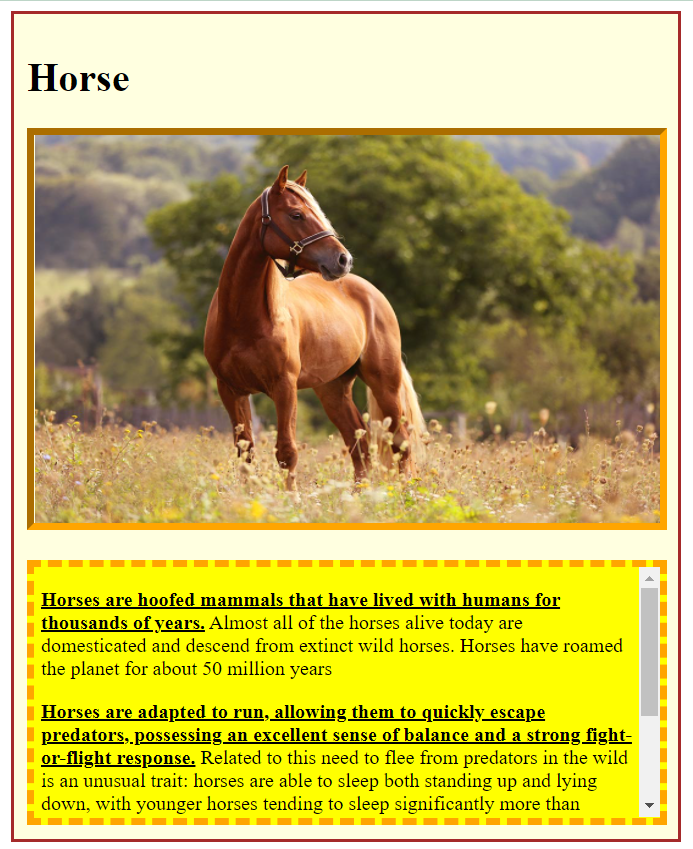 Horse
Horses are hoofed mammals that have lived with humans for
thousands of years. Almost all of the horses alive today are
domesticated and descend from extinct wild horses. Horses have roamed
the planet for about 50 million years
Horses are adapted to run, allowing them to quickly escape
predators, possessing an excellent sense of balance and a strong fight-
or-flight response. Related to this need to flee from predators in the wild
is an unusual trait: horses are able to sleep both standing up and lying
down, with younger horses tending to sleep significantly more than